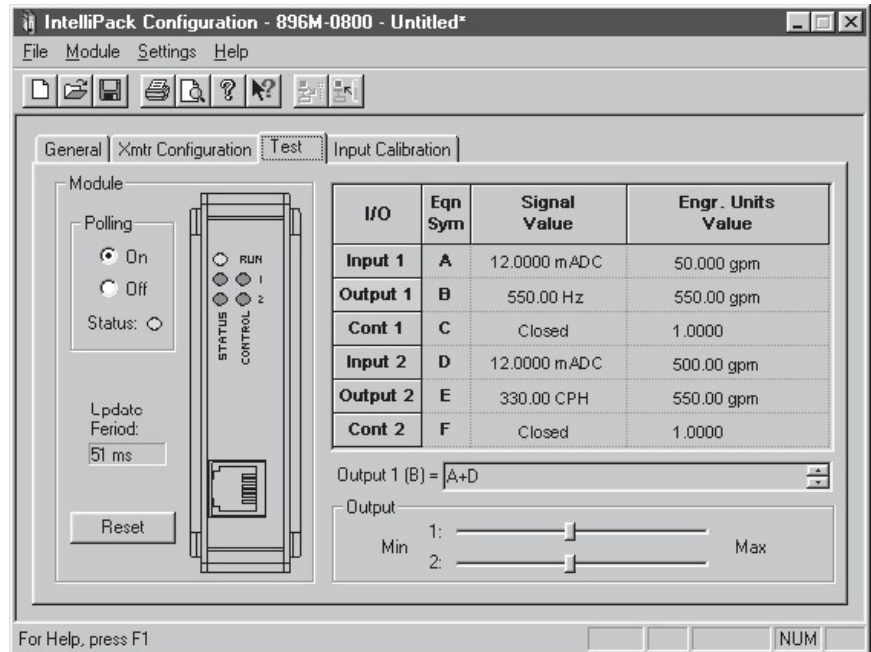 IntelliPack Configuration - 896M-0800 - Untitled*
File Module Settings Help
General Xmtr Configuration Test Input Calibration
Module
Polling
On
Off
Status:
RUN
1
2
STATUS
CONTROL
Update
Period:
51 ms
Reset
I/O Eqn Sym Signal Value Engr. Units Value
Input 1 A 12.0000 mADC 50.000 gpm
Output 1 B 550.00 Hz 550.00 gpm
Cont 1 C Closed 1.0000
Input 2 D 12.0000 mADC 500.00 gpm
Output 2 E 330.00 CPH 550.00 gpm
Cont 2 F Closed 1.0000
Output 1 (B) = A+D
Output
Min 1: Max
2:
For Help, press F1 NUM